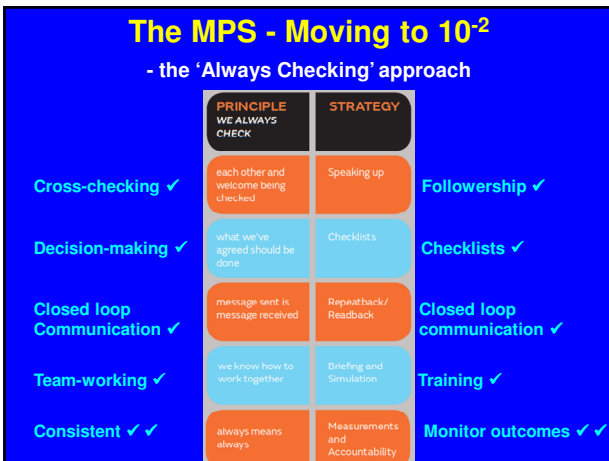 The MPS - Moving to 10-2
- the ‘Always Checking’ approach
PRINCIPLE
WE ALWAYS
CHECK
STRATEGY
Cross-checking ✓
each other and
welcome being
checked
Speaking up
Followership ✓
Decision-making ✓
what we've
agreed should be
done
Checklists
Checklists ✓
Closed loop
Communication ✓
message sent is
message received
Repeatback/
Readback
Closed loop
communication ✓
Team-working ✓
we know how to
work together
Briefing and
Simulation
Training ✓
Consistent ✓ ✓
always means
always
Measurements
and
Accountability
Monitor outcomes ✓ ✓